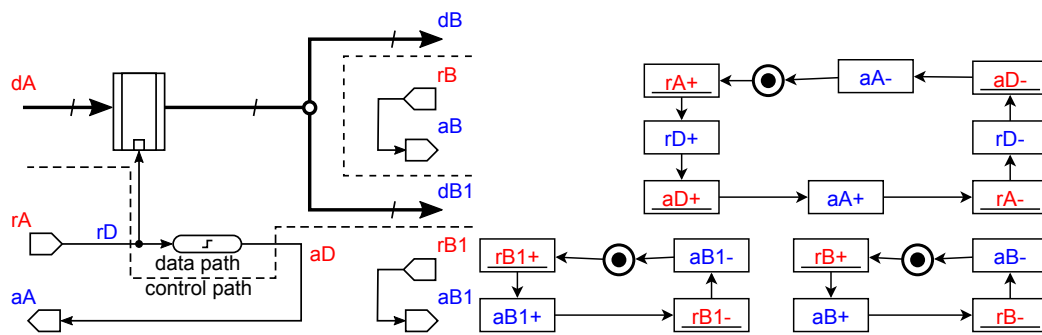 dB
rB
dA
aB
dB1
rA
rD
aD
rB1
data path
control path
aA
aB1
rA+
aA-
aD-
rD+
rD-
aD+
aA+
rA-
rB1+
aB1-
rB+
aB-
aB1+
rB1-
aB+
rB-